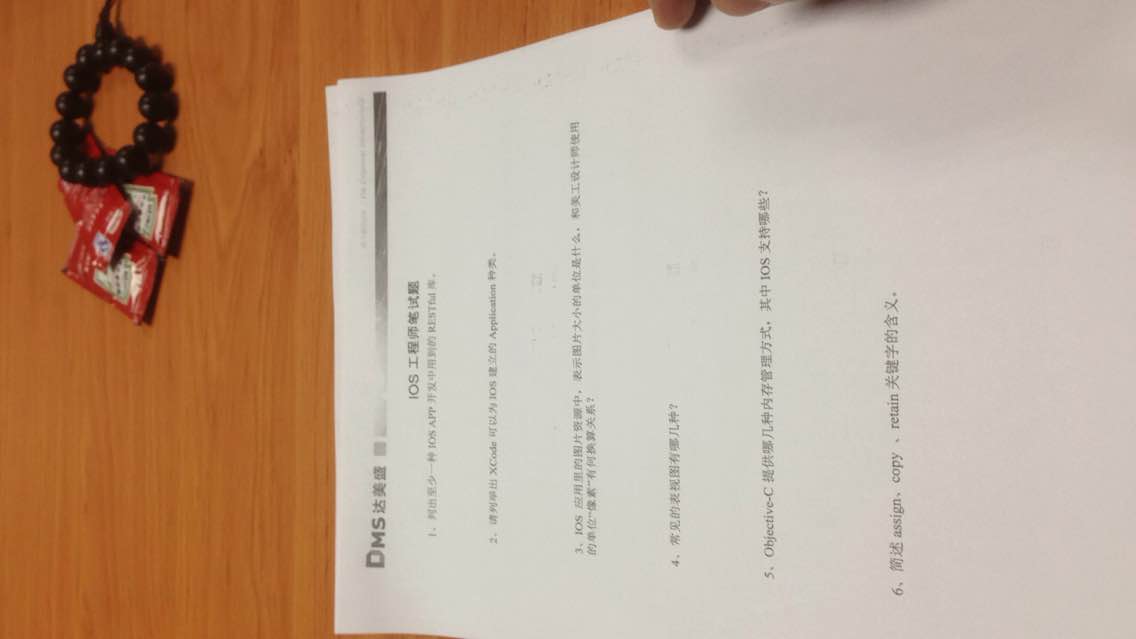 DMS 达美盛
IOS 工程师笔试题
1、列出至少一种 IOS APP 开发中用到的 RESTful 库。
2、请列举出 XCode 可以为 IOS 建立的 Application 种类。
3、IOS 应用里的图片资源中，表示图片大小的单位是什么，和美工设计师使用
的单位“像素”有何换算关系？
4、常见的表视图有哪几种？
5、Objective-C 提供哪几种内存管理方式，其中 IOS 支持哪些？
6、简述 assign、copy 、retain 关键字的含义。